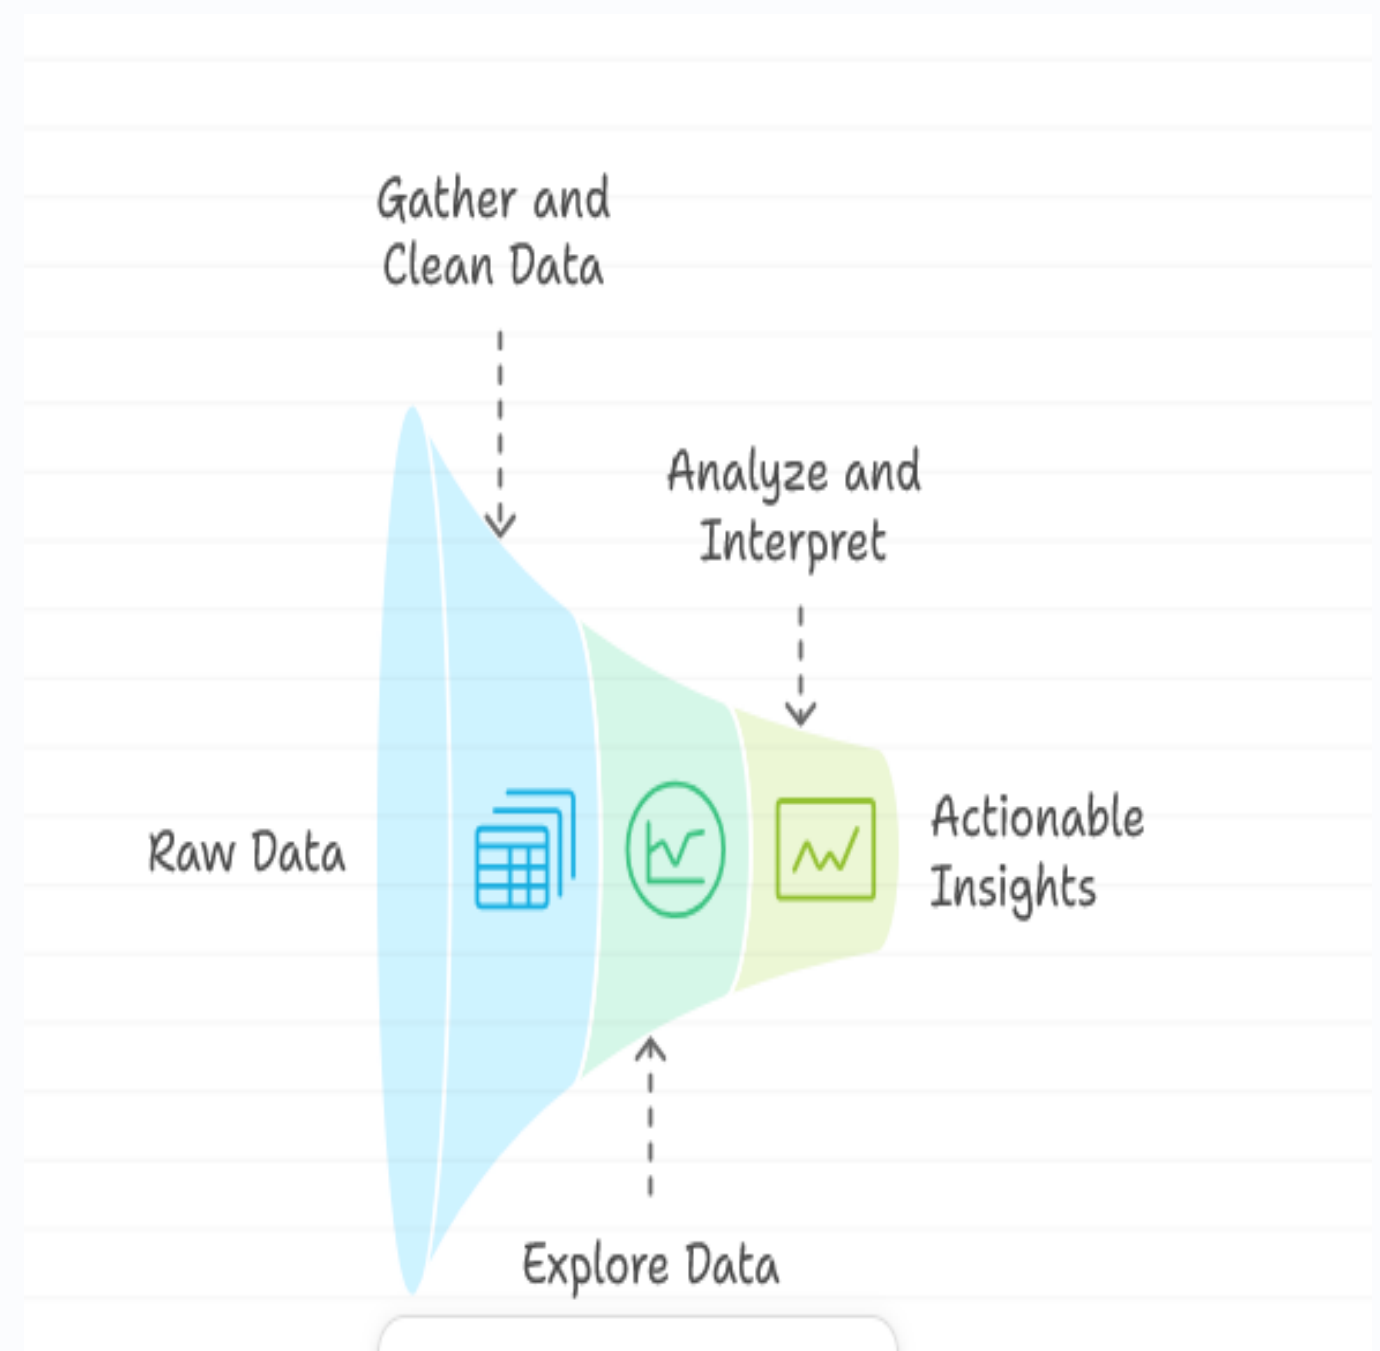 Gather and
Clean Data
Analyze and
Interpret
Raw Data
Actionable
Insights
Explore Data